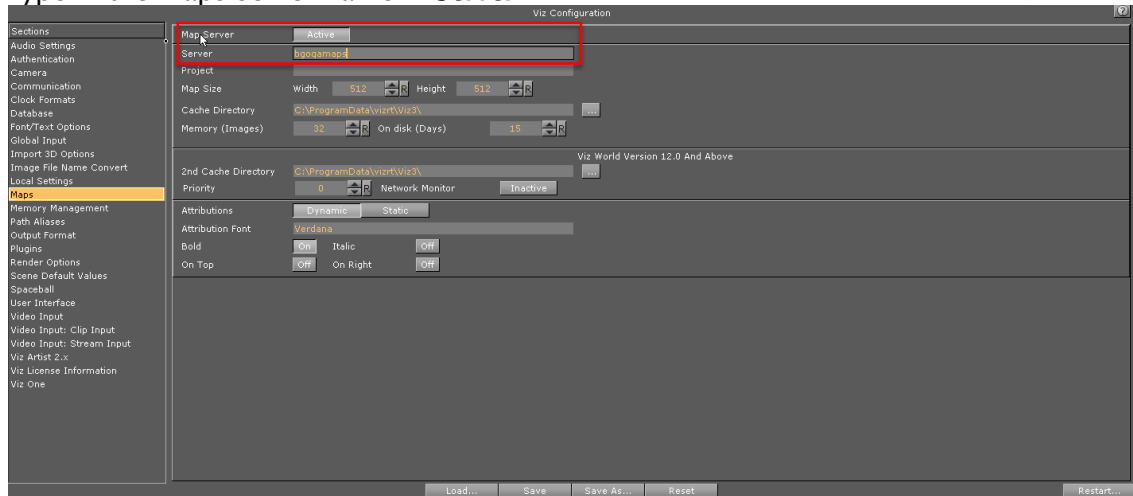 Viz Configuration
Sections
Audio Settings
Authentication
Camera
Communication
Clock Formats
Database
Font/Text Options
Global Input
Import 3D Options
Image File Name Convert
Local Settings
Maps
Memory Management
Path Aliases
Output Format
Plugins
Render Options
Scene Default Values
Spaceball
User Interface
Video Input
Video Input: Clip Input
Video Input: Stream Input
Viz Artist 2.x
Viz License Information
Viz One
Map Server Active
Server bgoqamaps
Project
Map Size Width 512 R Height 512 R
Cache Directory C:\ProgramData\vizrt\Viz3\ ...
Memory (Images) 32 R On disk (Days) 15 R
Viz World Version 12.0 And Above
2nd Cache Directory C:\ProgramData\vizrt\Viz3\ ...
Priority 0 R Network Monitor Inactive
Attributions Dynamic Static
Attribution Font Verdana
Bold On Italic Off
On Top Off On Right Off
Load... Save Save As... Reset Restart...